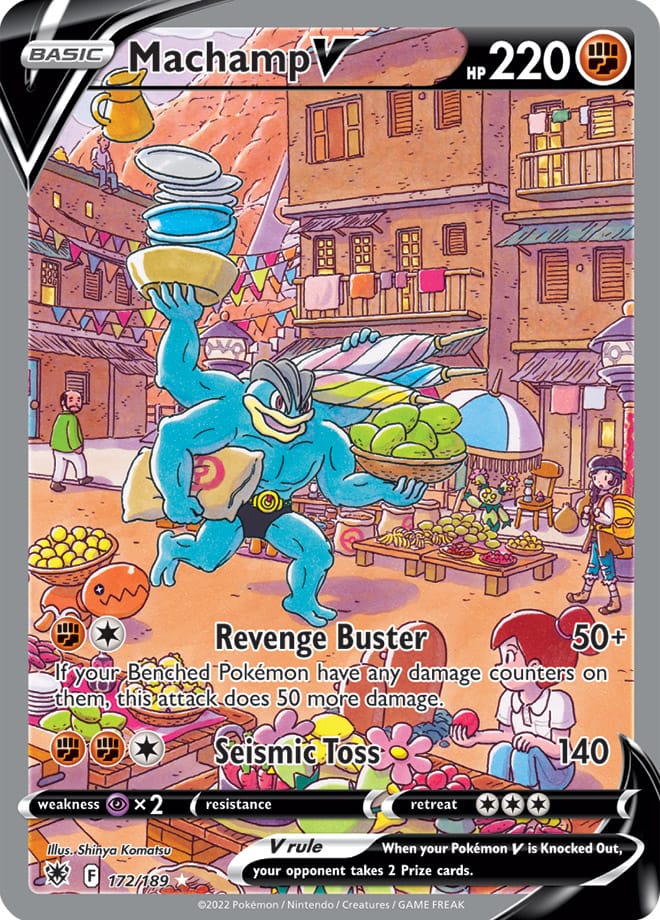 BASIC
Machamp V
HP 220
Revenge Buster 50+
If your Benched Pokémon have any damage counters on
them, this attack does 50 more damage.
Seismic Toss 140
weakness ×2 resistance retreat
Illus. Shinya Komatsu
V rule When your Pokémon V is Knocked Out,
your opponent takes 2 Prize cards.
F 172/189
©2022 Pokémon / Nintendo / Creatures / GAME FREAK